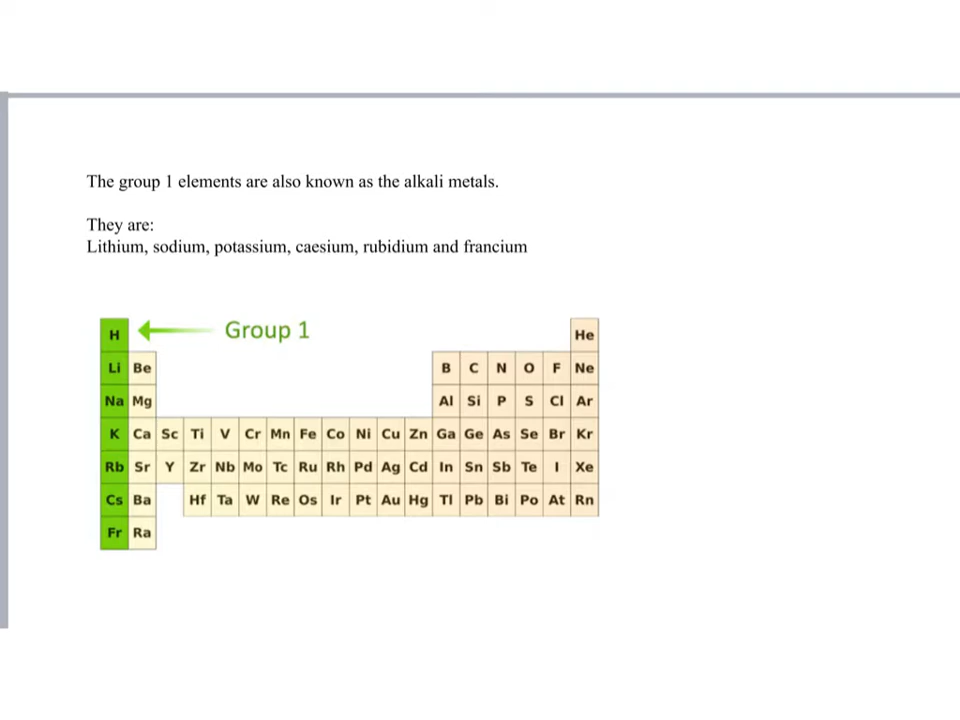 The group 1 elements are also known as the alkali metals.
They are:
Lithium, sodium, potassium, caesium, rubidium and francium
H Group 1 He
Li Be B C N O F Ne
Na Mg Al Si P S Cl Ar
K Ca Sc Ti V Cr Mn Fe Co Ni Cu Zn Ga Ge As Se Br Kr
Rb Sr Y Zr Nb Mo Tc Ru Rh Pd Ag Cd In Sn Sb Te I Xe
Cs Ba Hf Ta W Re Os Ir Pt Au Hg Tl Pb Bi Po At Rn
Fr Ra